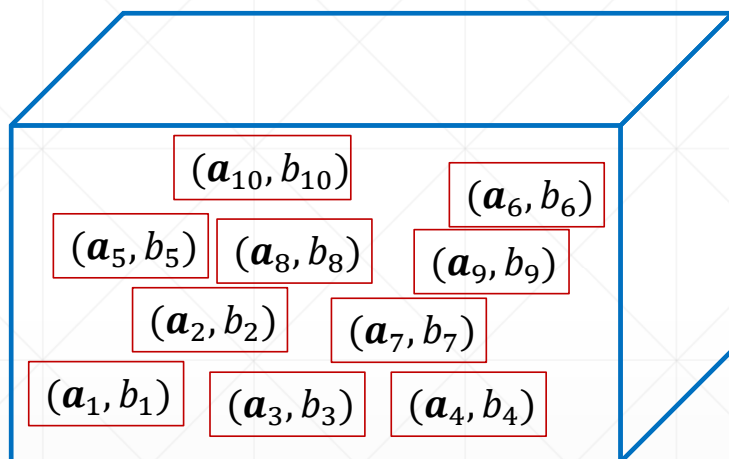 (𝒂₁₀, b₁₀)
(𝒂₆, b₆)
(𝒂₅, b₅) (𝒂₈, b₈) (𝒂₉, b₉)
(𝒂₂, b₂) (𝒂₇, b₇)
(𝒂₁, b₁) (𝒂₃, b₃) (𝒂₄, b₄)